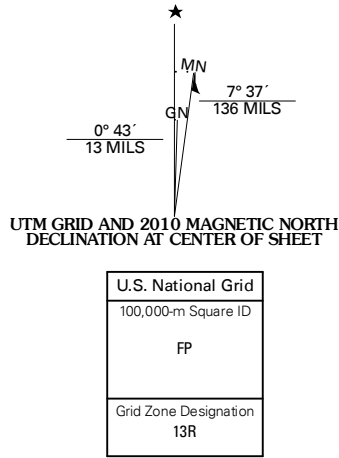 ★
MN
7° 37´
136 MILS
GN
0° 43´
13 MILS
UTM GRID AND 2010 MAGNETIC NORTH
DECLINATION AT CENTER OF SHEET
U.S. National Grid
100,000-m Square ID
FP
Grid Zone Designation
13R